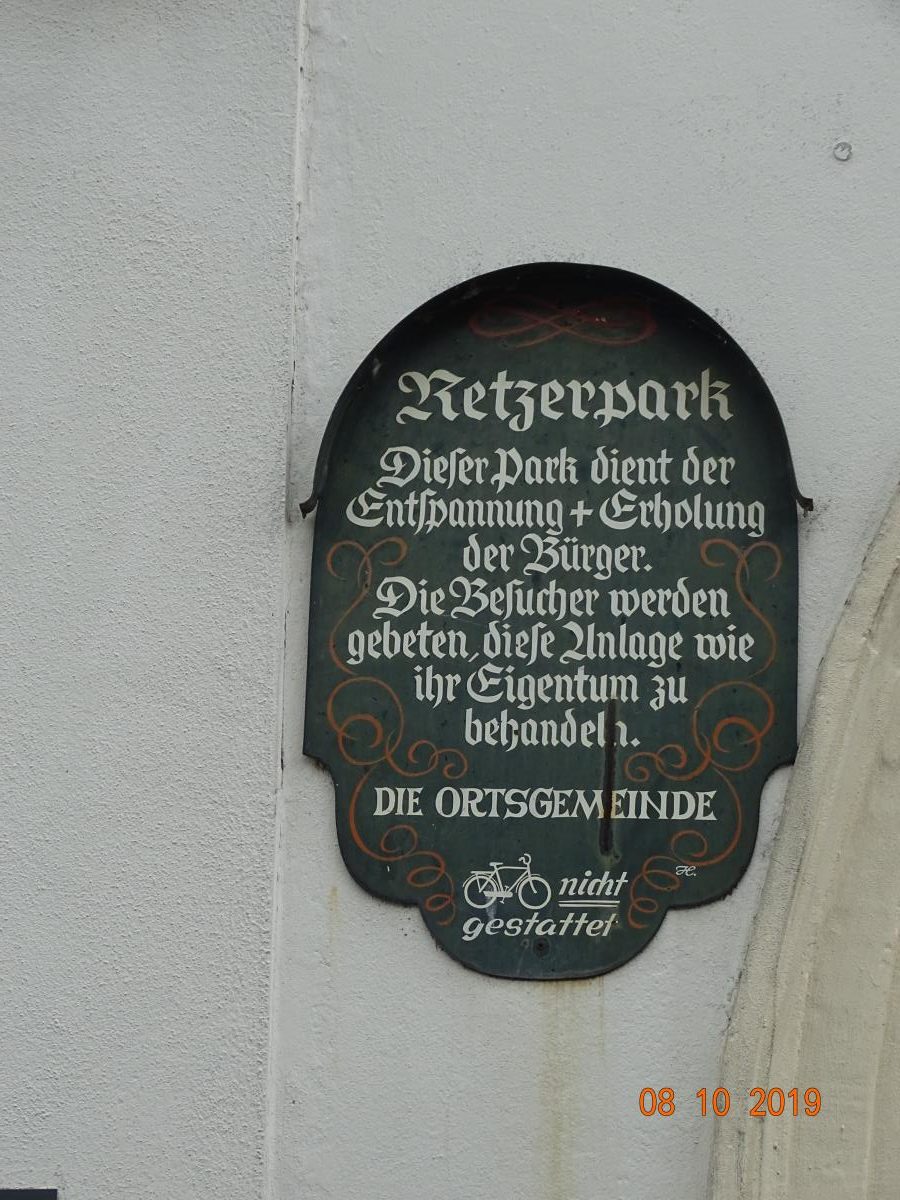 Retzerpark
Dieser Park dient der
Entspannung + Erholung
der Bürger.
Die Besucher werden
gebeten, diese Anlage wie
ihr Eigentum zu
behandeln.
DIE ORTSGEMEINDE
nicht
gestattet
H.
08 10 2019